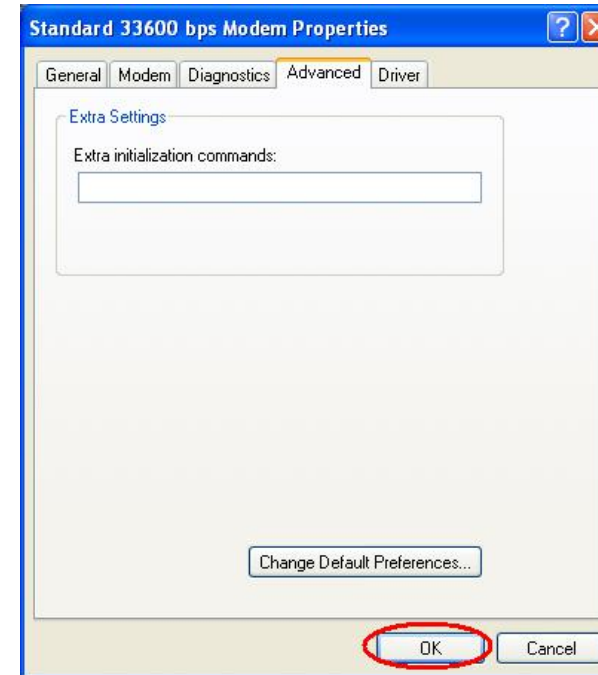 Standard 33600 bps Modem Properties
General Modem Diagnostics Advanced Driver
Extra Settings
Extra initialization commands:
Change Default Preferences...
OK Cancel